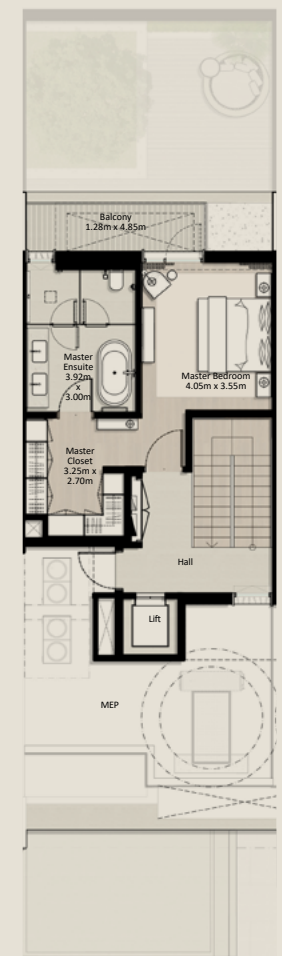 Balcony
1.28m x 4.85m
Master
Ensuite
3.92m
x
3.00m
Master Bedroom
4.05m x 3.55m
Master
Closet
3.25m x
2.70m
Hall
Lift
MEP